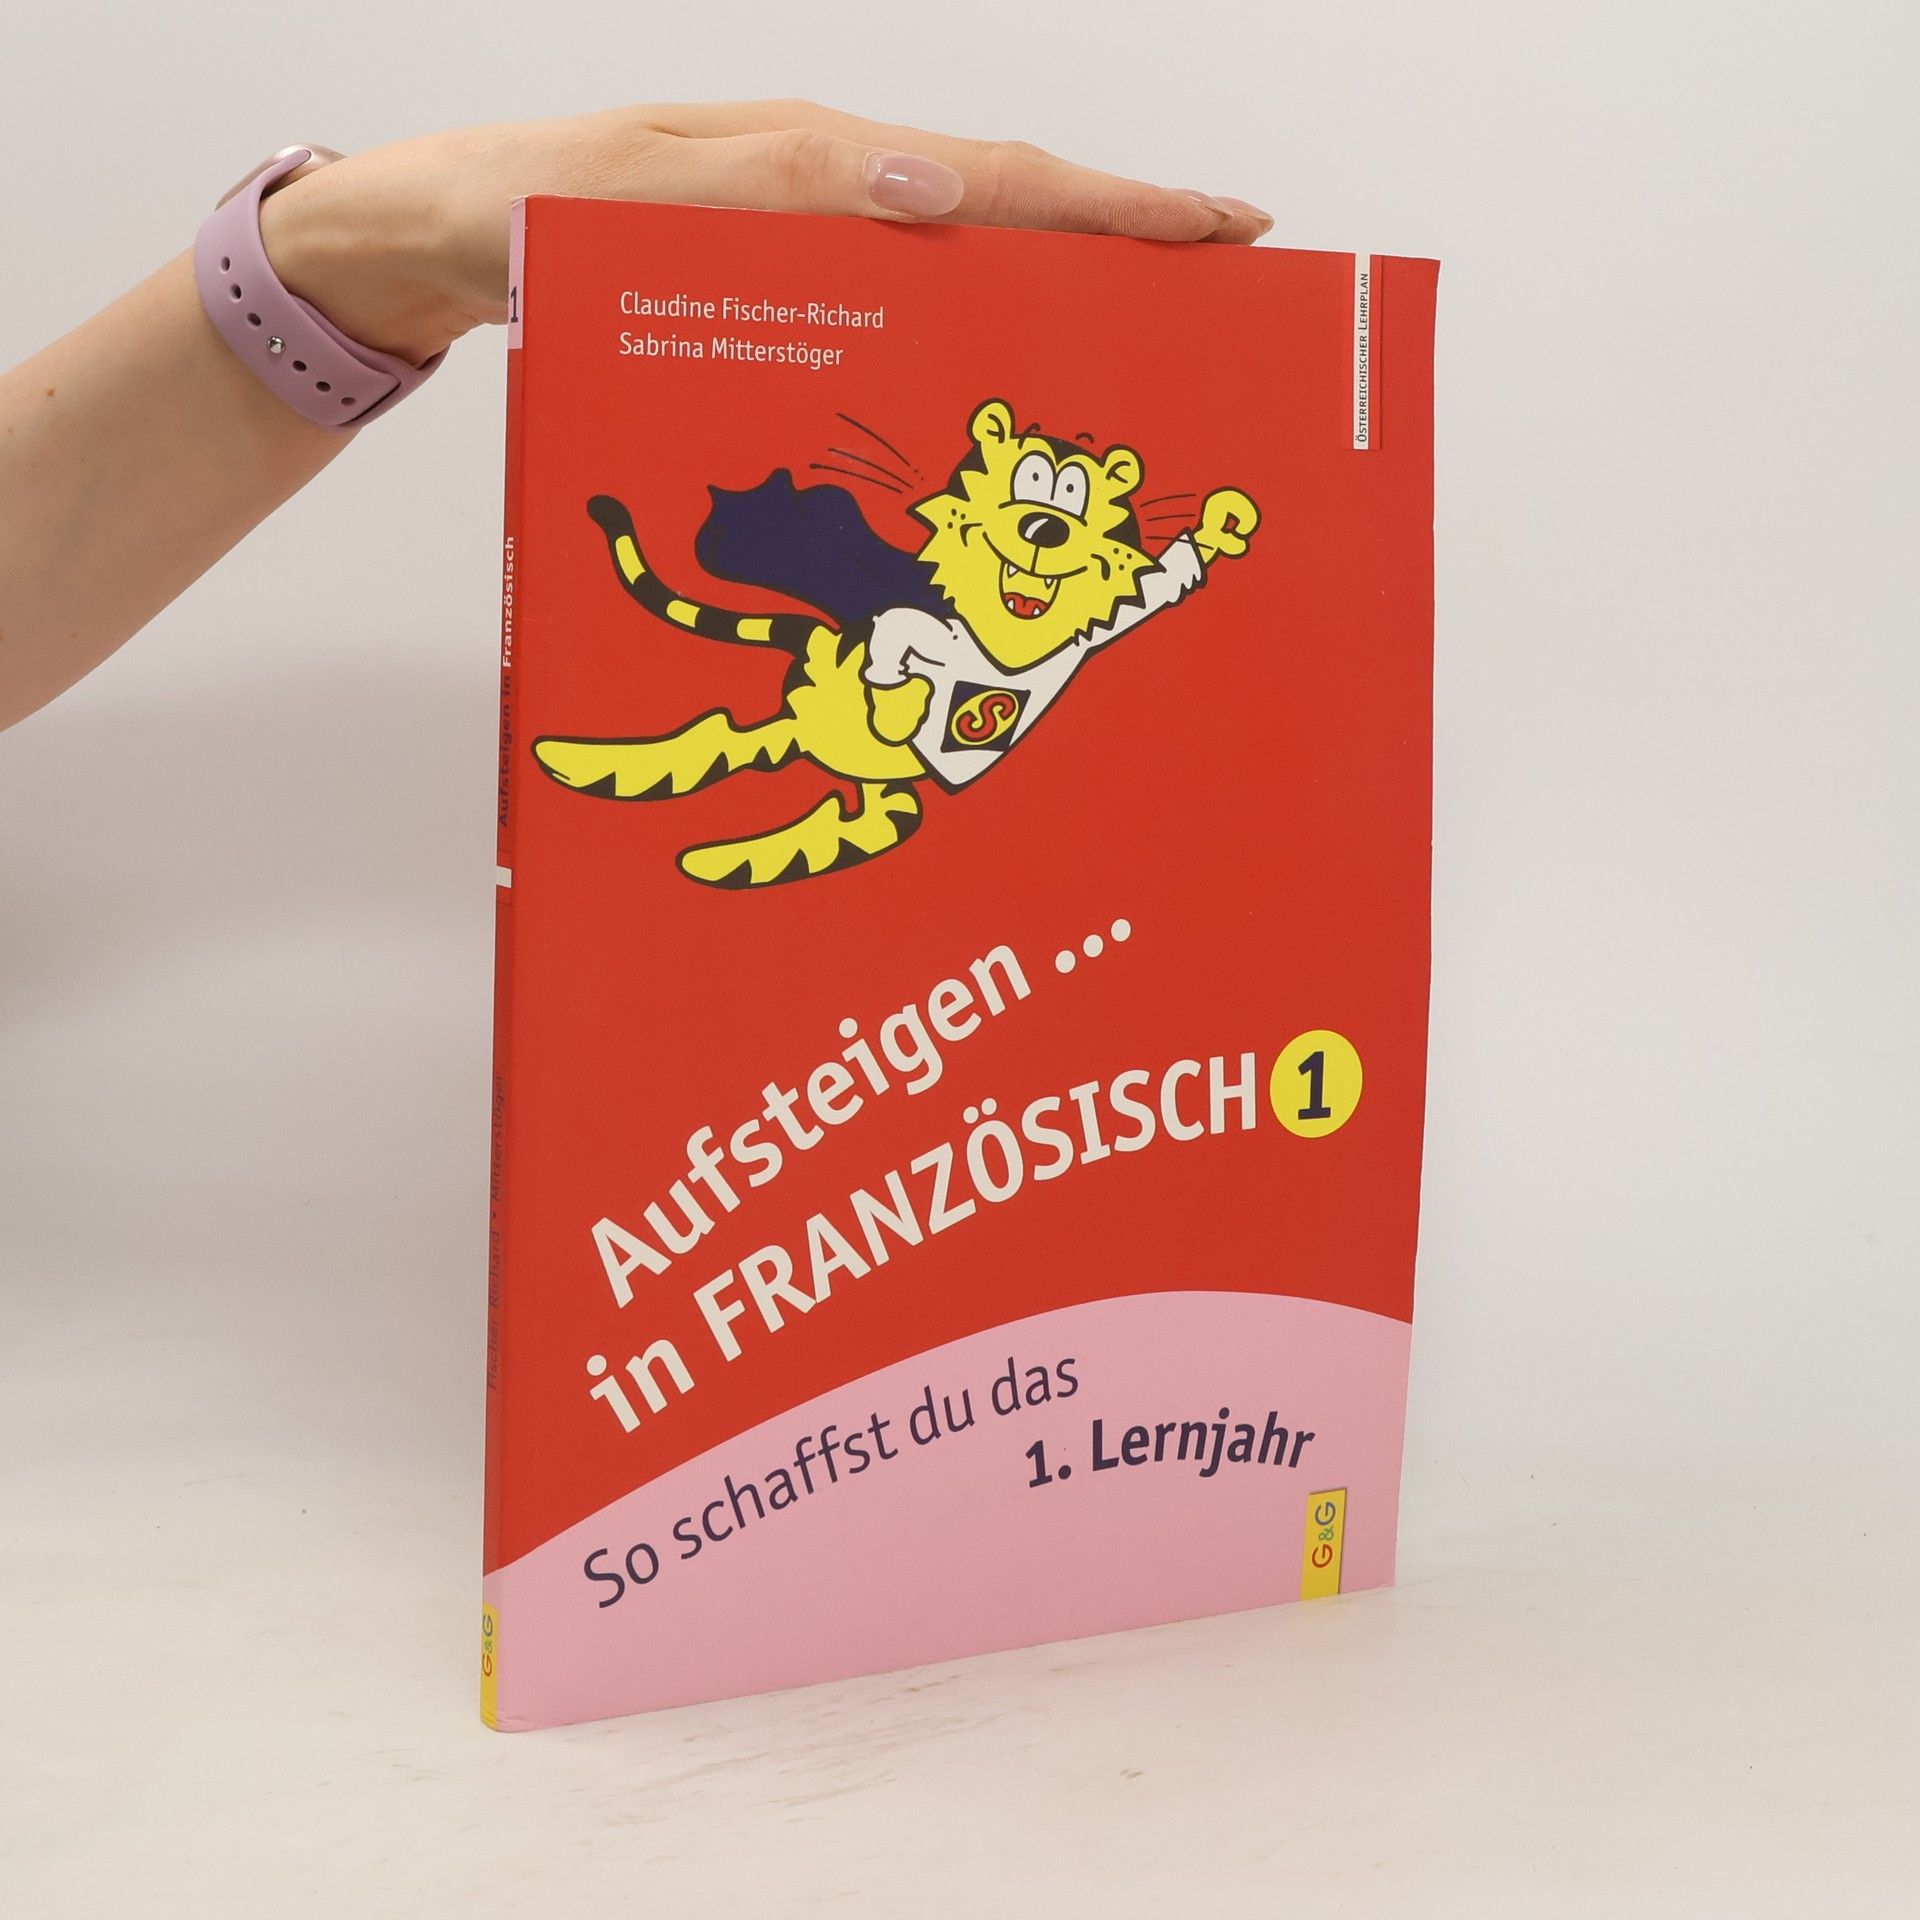 Claudine Fischer-Richard
Sabrina Mitterstöger
ÖSTERREICHISCHER LEHRPLAN
S
Aufsteigen ...
in FRANZÖSISCH 1
So schaffst du das
1. Lernjahr
G&G
1
Aufsteigen in Französisch
Fischer-Richard • Mitterstöger
G&G